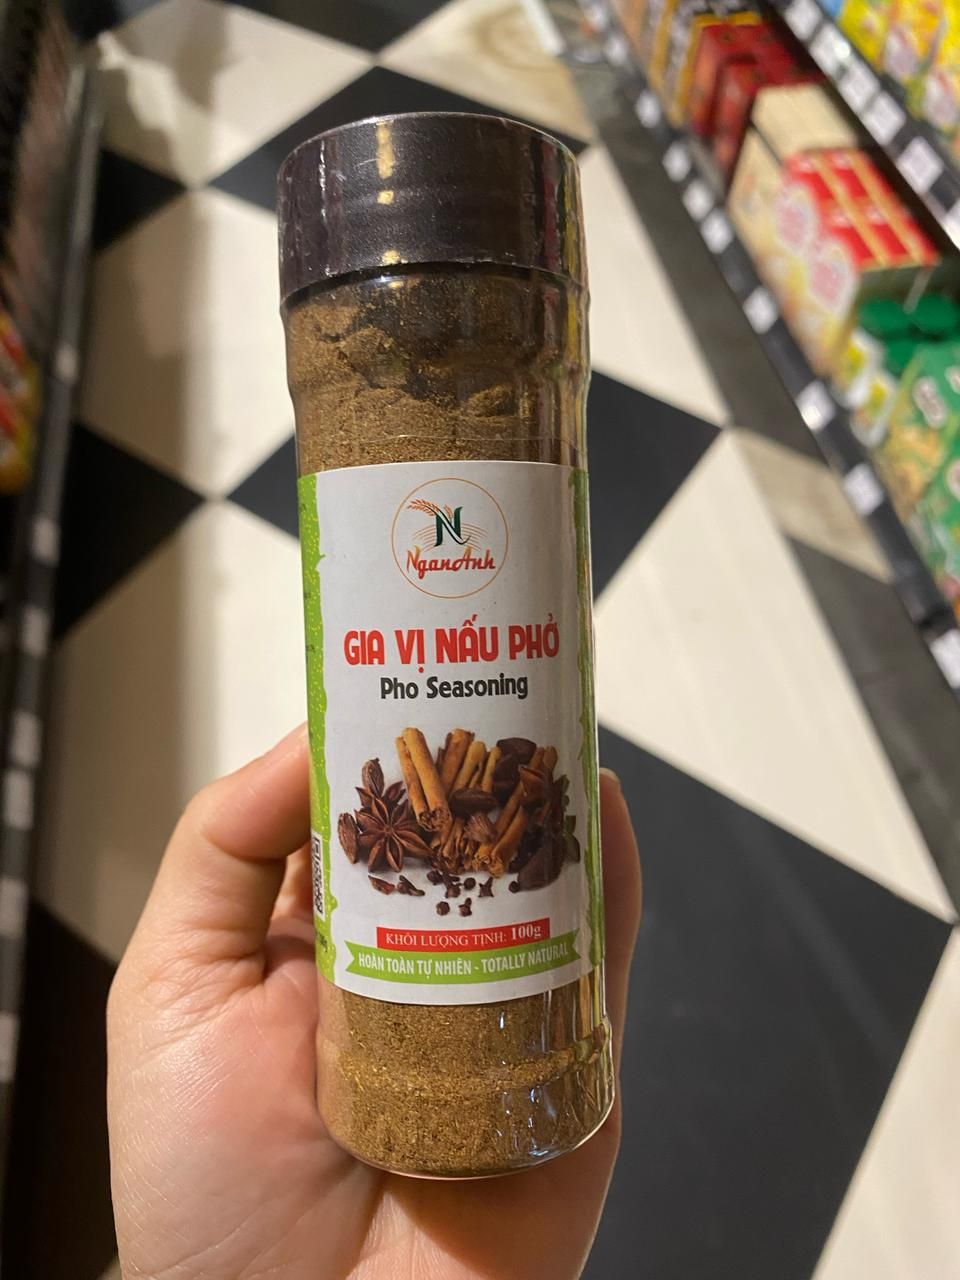 N
NganAnh
GIA VỊ NẤU PHỞ
Pho Seasoning
KHỐI LƯỢNG TỊNH: 100g
HOÀN TOÀN TỰ NHIÊN - TOTALLY NATURAL